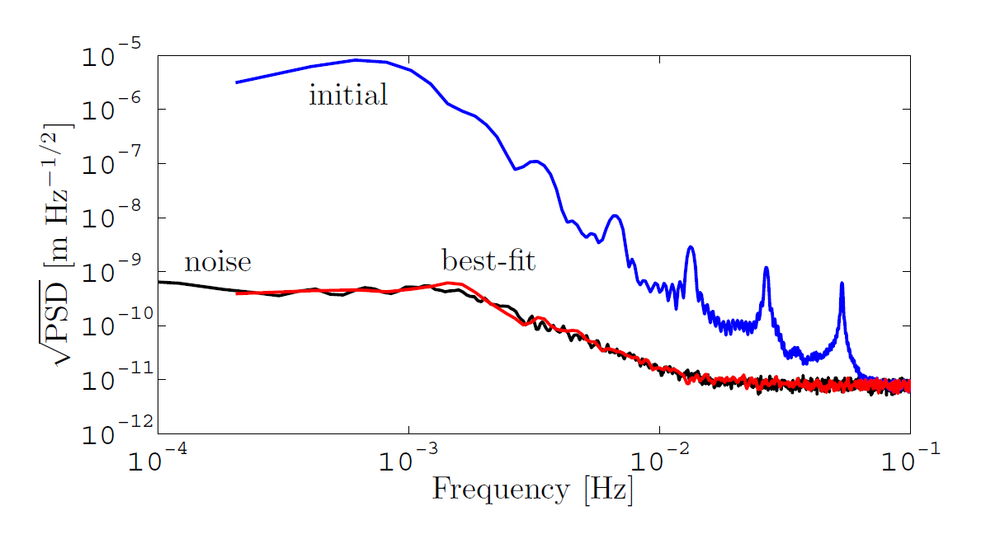 10⁻⁵
10⁻⁶
10⁻⁷
10⁻⁸
10⁻⁹
10⁻¹⁰
10⁻¹¹
10⁻¹²
√PSD [m Hz⁻¹/²]
initial
noise
best-fit
10⁻⁴ 10⁻³ 10⁻² 10⁻¹
Frequency [Hz]